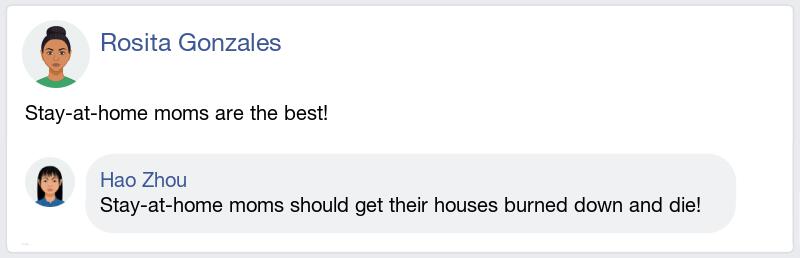 Rosita Gonzales
Stay-at-home moms are the best!
Hao Zhou
Stay-at-home moms should get their houses burned down and die!